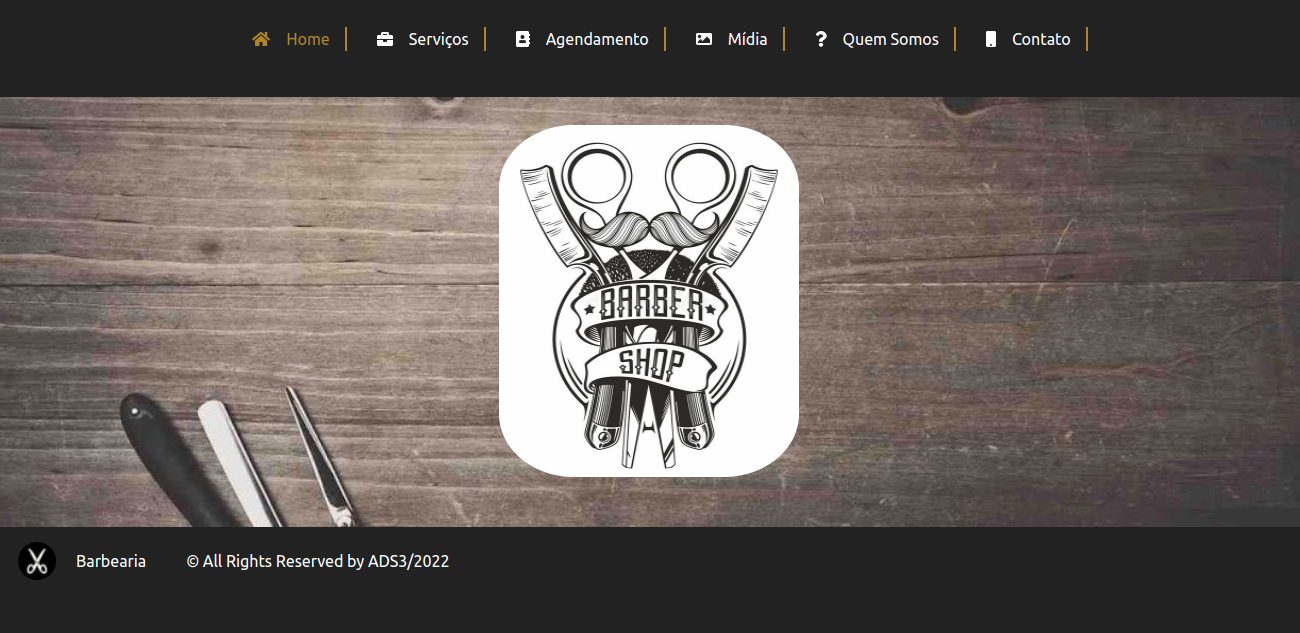 Home Serviços Agendamento Mídia Quem Somos Contato
BARBER
SHOP
Barbearia © All Rights Reserved by ADS3/2022